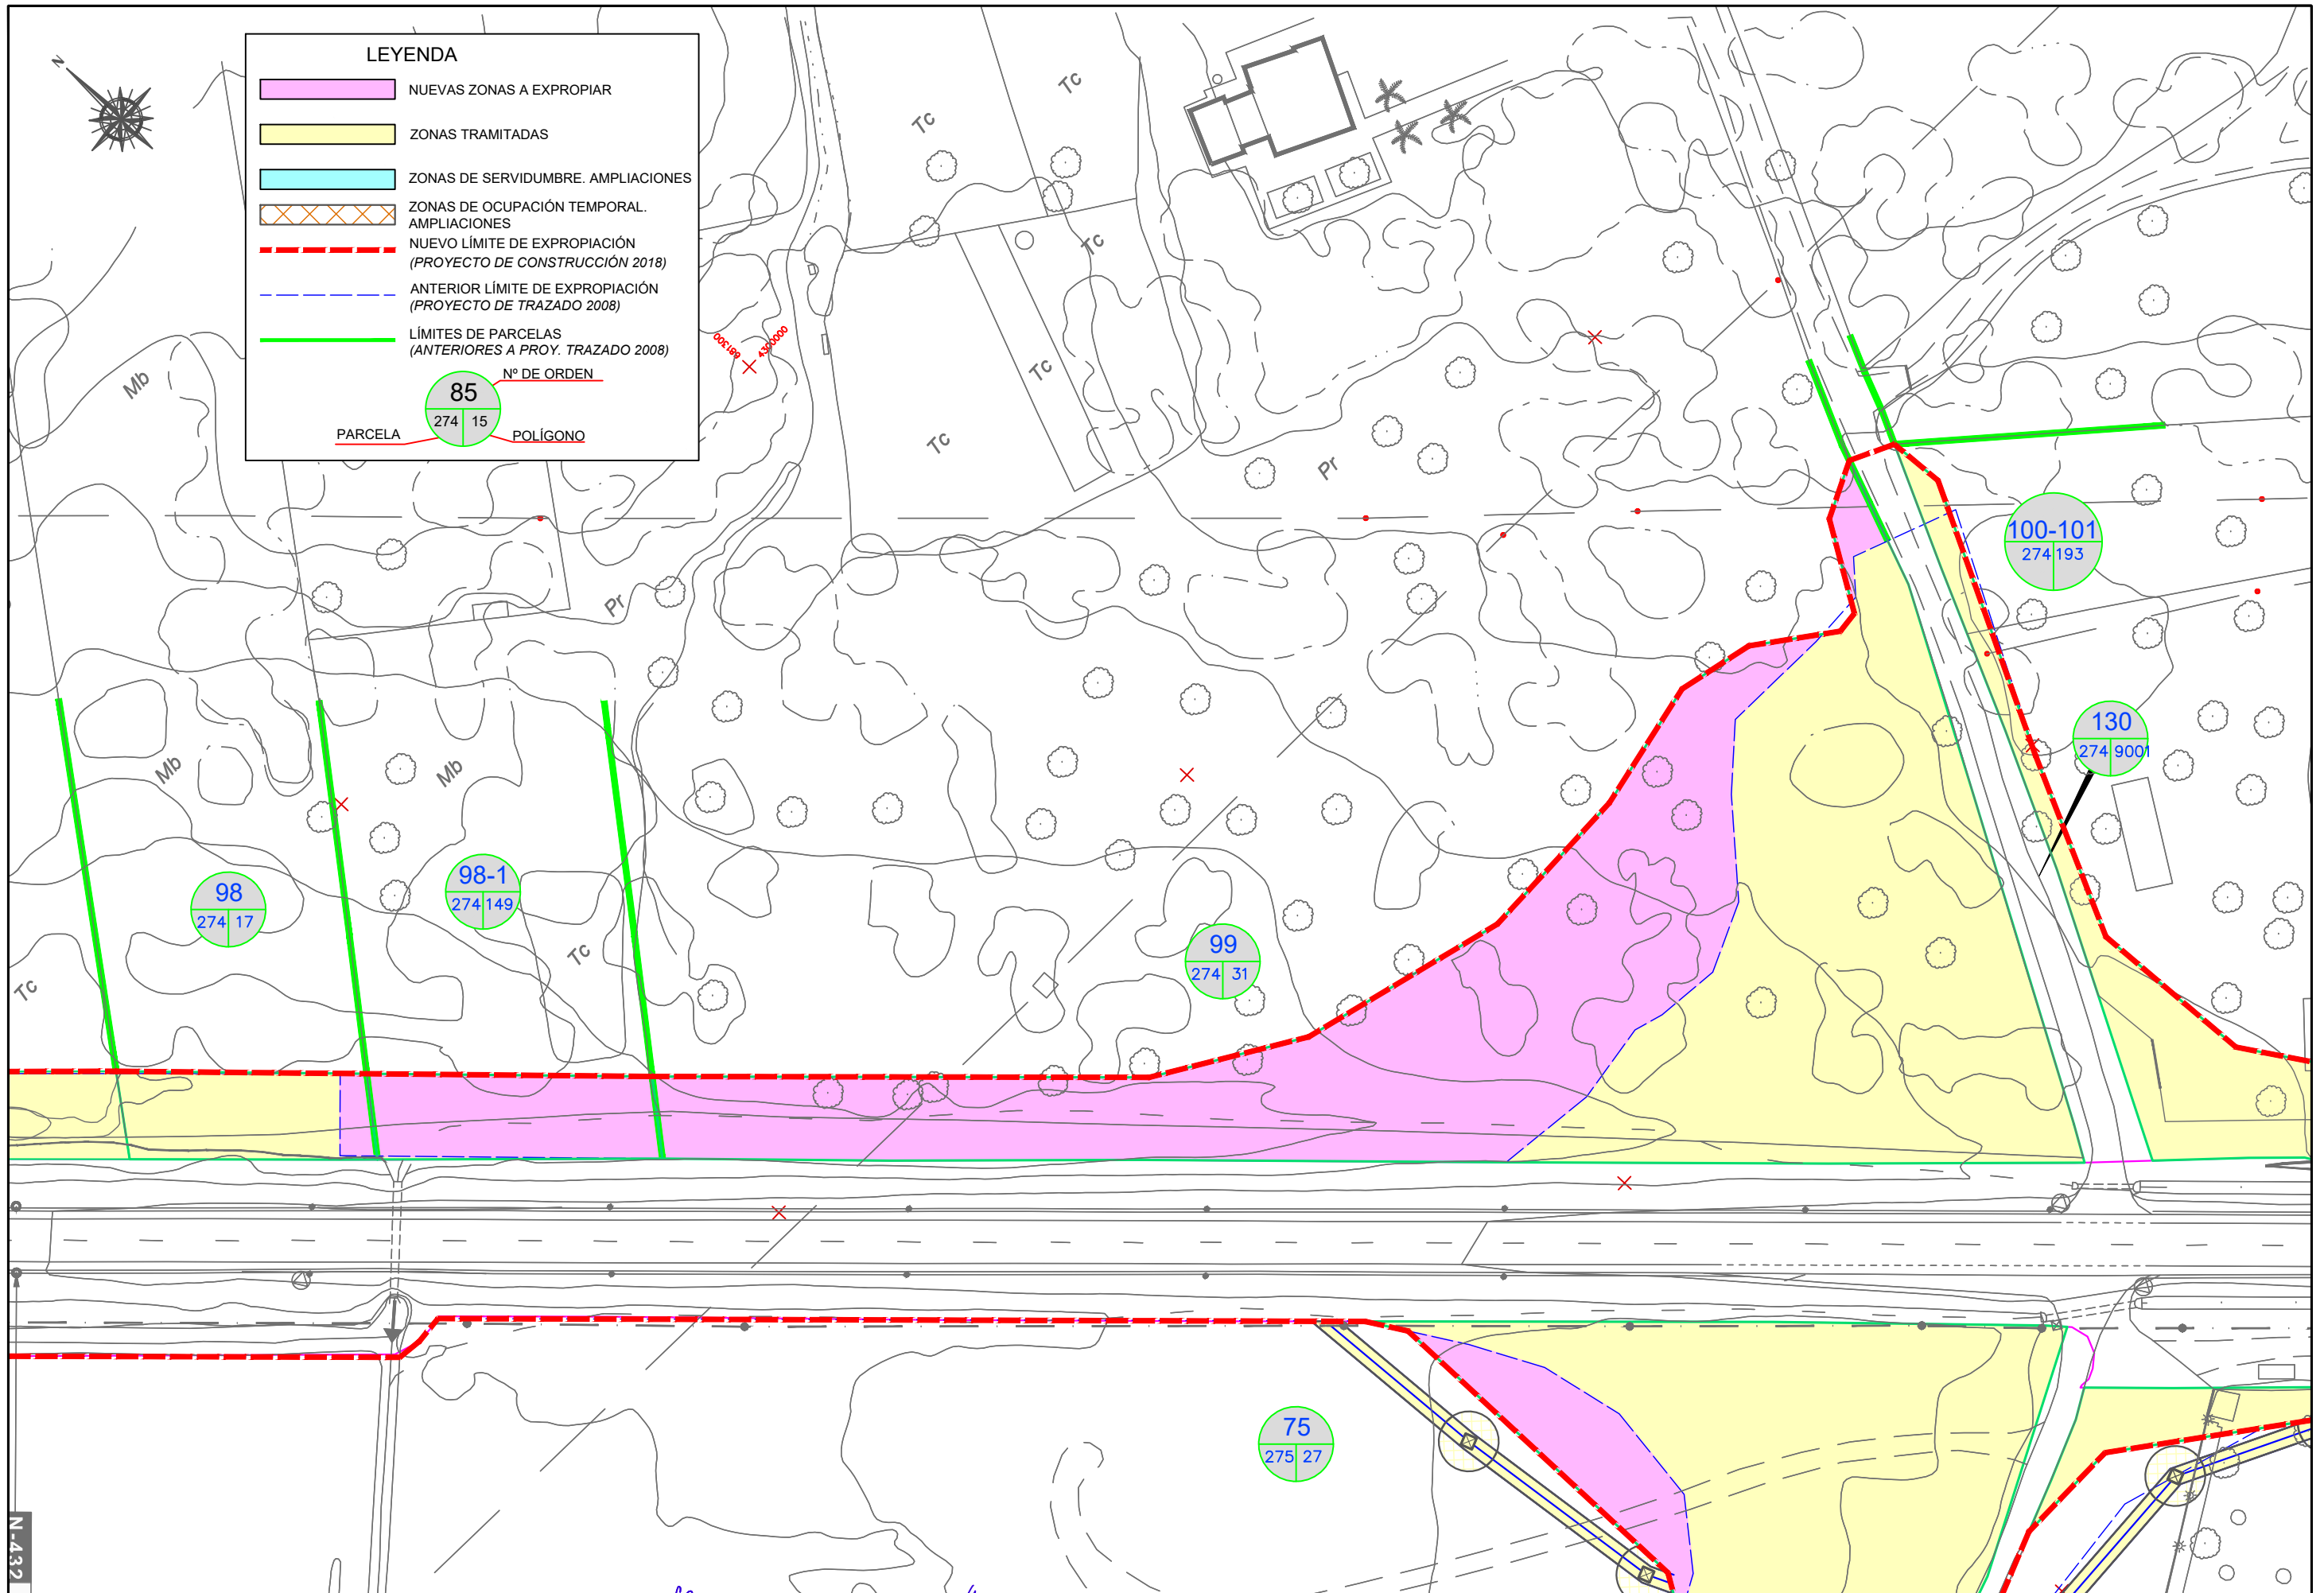 LEYENDA
NUEVAS ZONAS A EXPROPIAR
ZONAS TRAMITADAS
ZONAS DE SERVIDUMBRE. AMPLIACIONES
ZONAS DE OCUPACIÓN TEMPORAL.
AMPLIACIONES
NUEVO LÍMITE DE EXPROPIACIÓN
(PROYECTO DE CONSTRUCCIÓN 2018)
ANTERIOR LÍMITE DE EXPROPIACIÓN
(PROYECTO DE TRAZADO 2008)
LÍMITES DE PARCELAS
(ANTERIORES A PROY. TRAZADO 2008)
Nº DE ORDEN
85
274 15
PARCELA
POLÍGONO
N
Tc
Tc
Tc
Tc
Tc
681300
4300000
Mb
Pr
Pr
100-101
274 193
130
274 9001
Mb
Mb
98
274 17
98-1
274 149
Tc
Tc
99
274 31
75
275 27
N-432